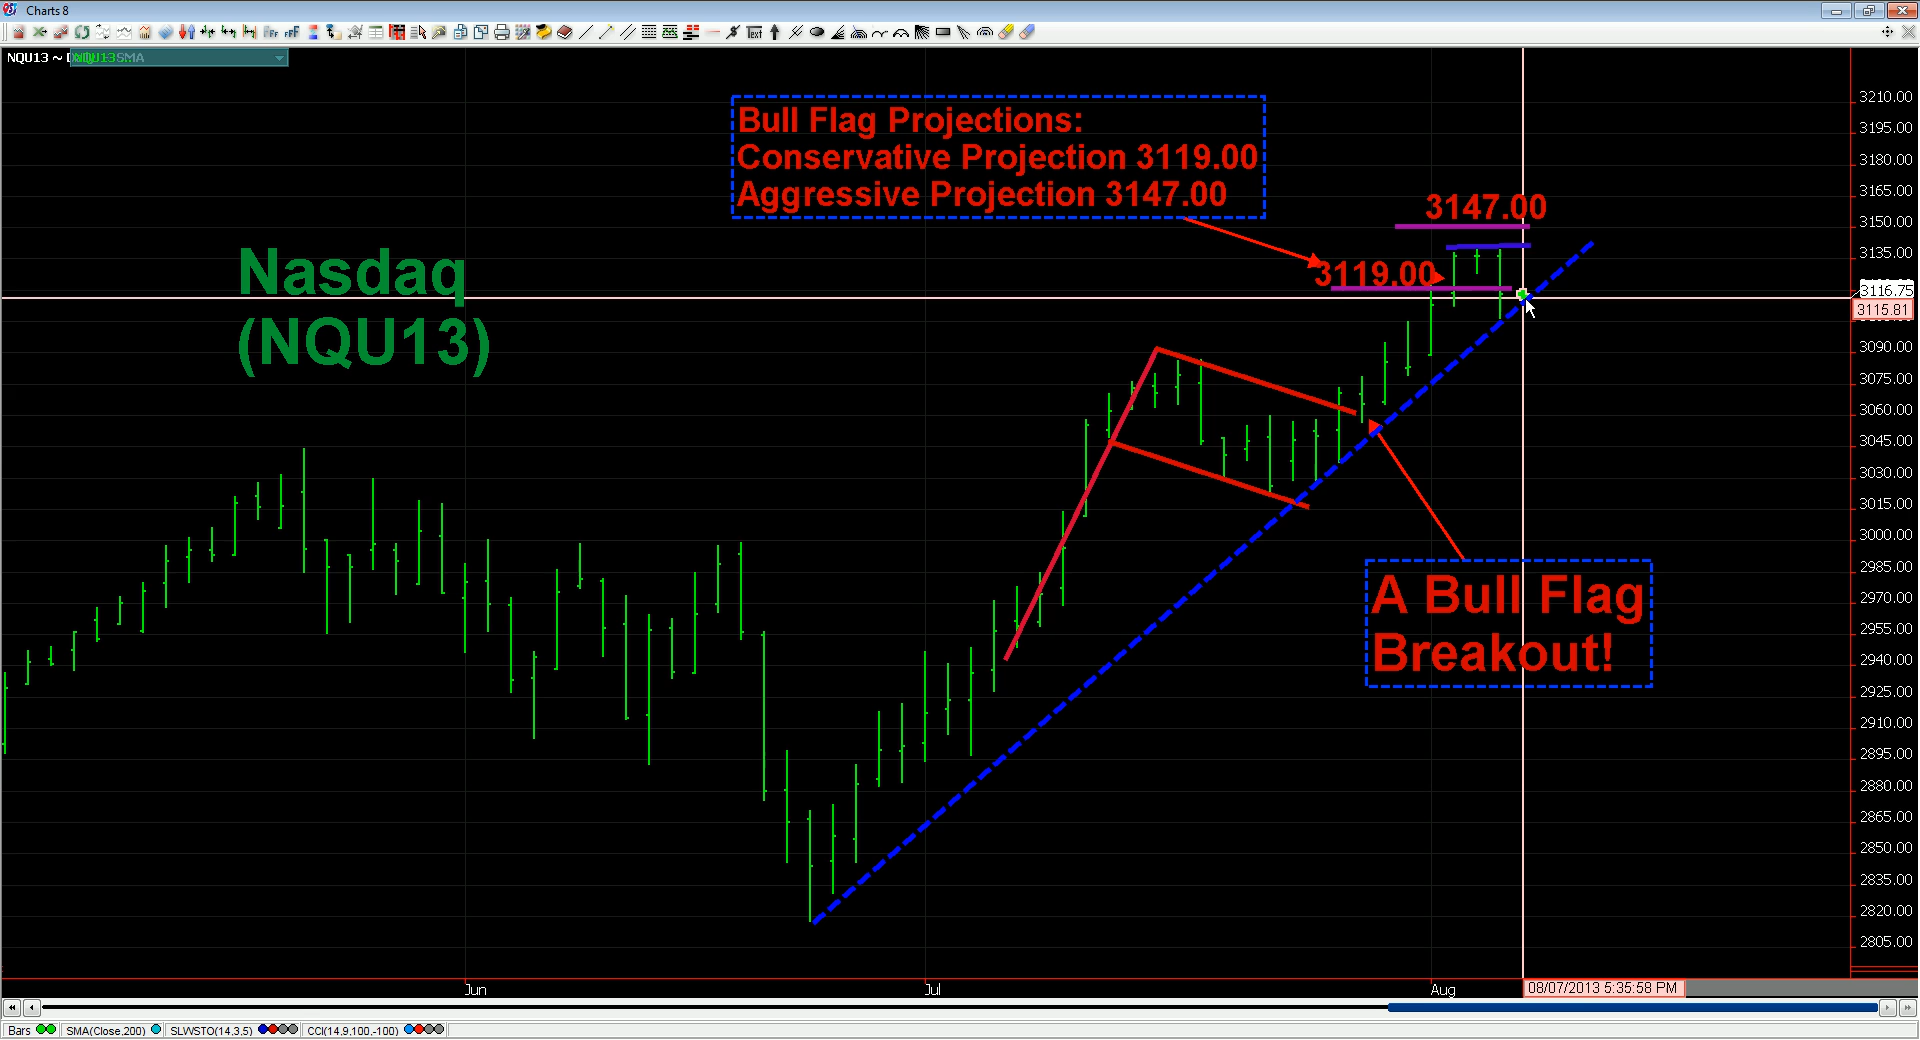 Charts 8
Text
NQU13 ~
SMA
Bull Flag Projections:
Conservative Projection 3119.00
Aggressive Projection 3147.00
3147.00
3119.00
Nasdaq
(NQU13)
A Bull Flag
Breakout!
3210.00
3195.00
3180.00
3165.00
3150.00
3135.00
3116.75
3115.81
3090.00
3075.00
3060.00
3045.00
3030.00
3015.00
3000.00
2985.00
2970.00
2955.00
2940.00
2925.00
2910.00
2895.00
2880.00
2865.00
2850.00
2835.00
2820.00
2805.00
Jun
Jul
Aug
08/07/2013 5:35:58 PM
Bars
SMA(Close,200)
SLWSTO(14,3,5)
CCI(14,9,100,-100)